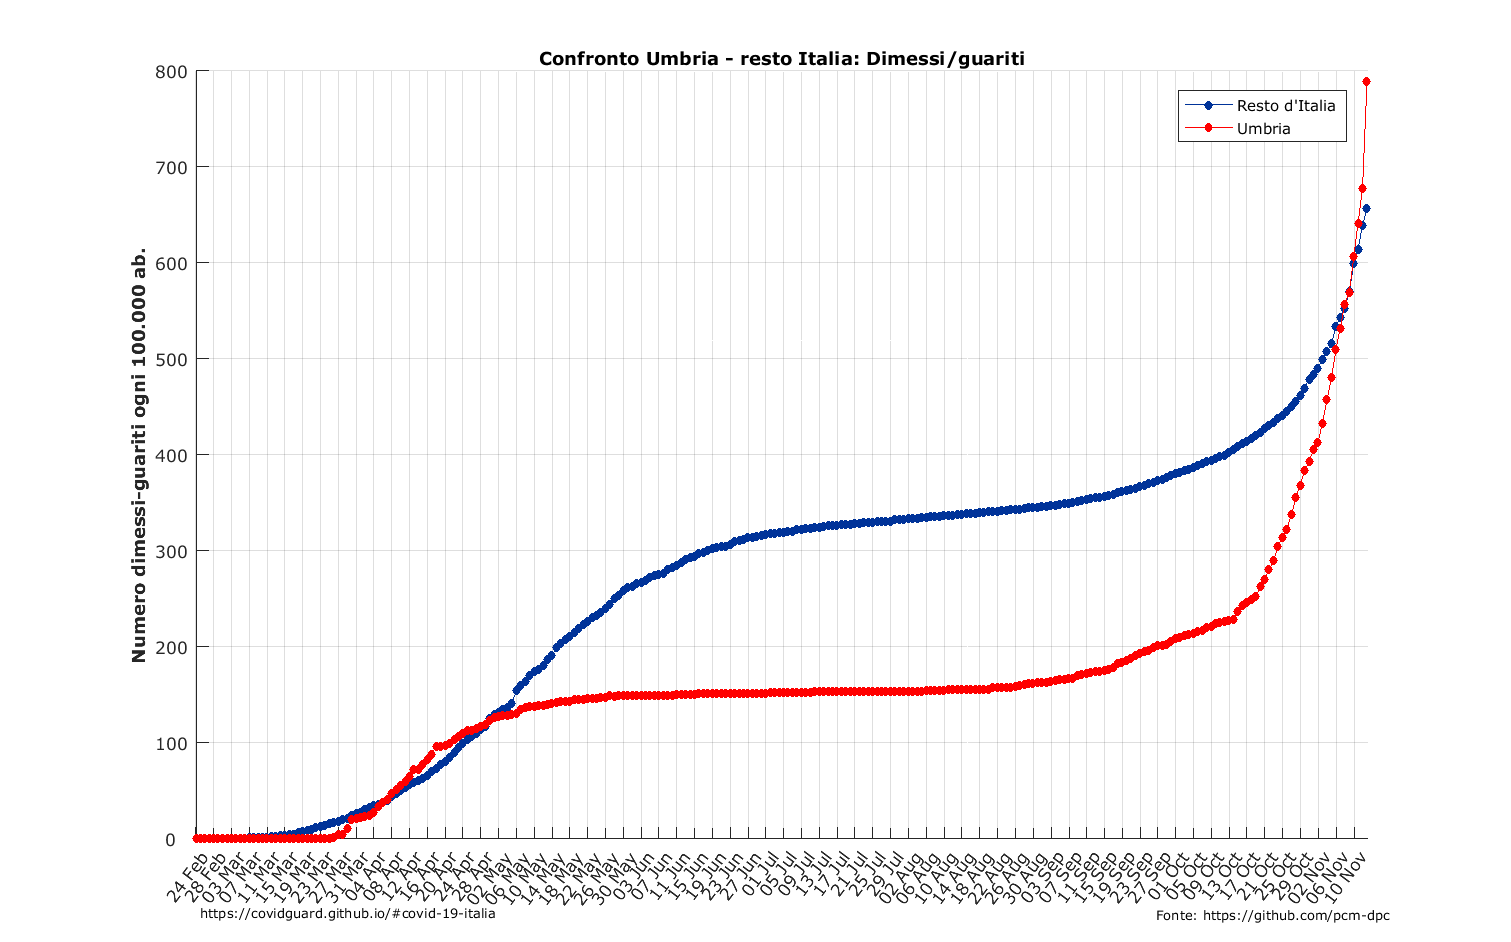 Confronto Umbria - resto Italia: Dimessi/guariti
Numero dimessi-guariti ogni 100.000 ab.
800
700
600
500
400
300
200
100
0
Resto d'Italia
Umbria
24 Feb
28 Feb
03 Mar
07 Mar
11 Mar
15 Mar
19 Mar
23 Mar
27 Mar
31 Mar
04 Apr
08 Apr
12 Apr
16 Apr
20 Apr
24 Apr
28 Apr
02 May
06 May
10 May
14 May
18 May
22 May
26 May
30 May
03 Jun
07 Jun
11 Jun
15 Jun
19 Jun
23 Jun
27 Jun
01 Jul
05 Jul
09 Jul
13 Jul
17 Jul
21 Jul
25 Jul
29 Jul
02 Aug
06 Aug
10 Aug
14 Aug
18 Aug
22 Aug
26 Aug
30 Aug
03 Sep
07 Sep
11 Sep
15 Sep
19 Sep
23 Sep
27 Sep
01 Oct
05 Oct
09 Oct
13 Oct
17 Oct
21 Oct
25 Oct
29 Oct
02 Nov
06 Nov
10 Nov
https://covidguard.github.io/#covid-19-italia
Fonte: https://github.com/pcm-dpc